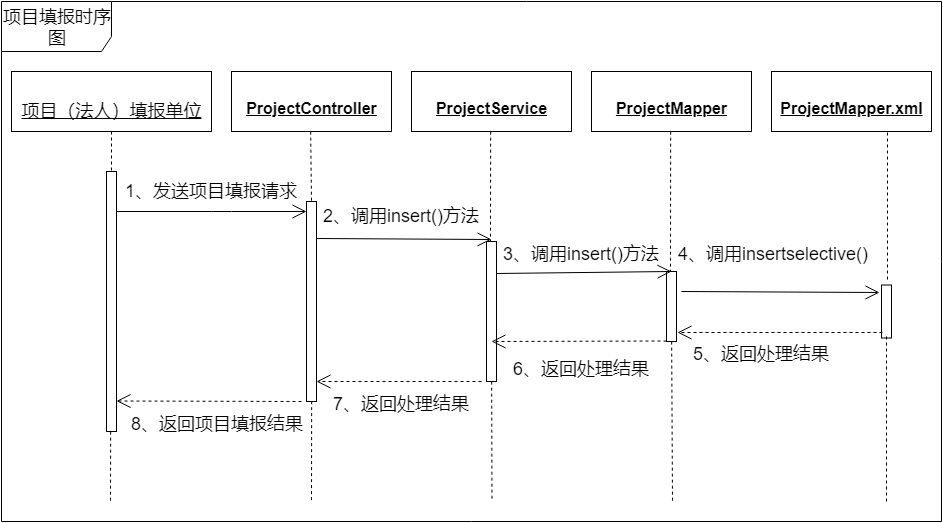 项目填报时序
图
项目（法人）填报单位
ProjectController
ProjectService
ProjectMapper
ProjectMapper.xml
1、发送项目填报请求
2、调用insert()方法
3、调用insert()方法
4、调用insertselective()
5、返回处理结果
6、返回处理结果
7、返回处理结果
8、返回项目填报结果